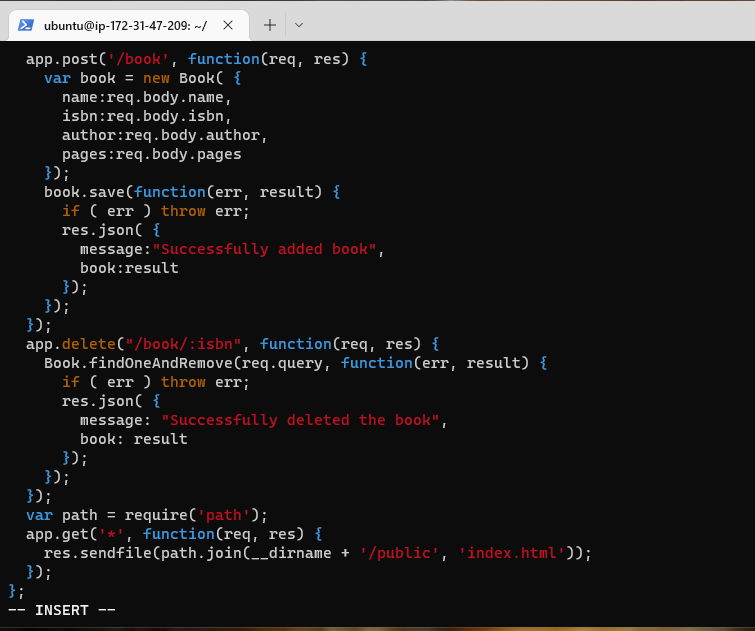 ubuntu@ip-172-31-47-209: ~/
  app.post('/book', function(req, res) {
    var book = new Book( {
      name:req.body.name,
      isbn:req.body.isbn,
      author:req.body.author,
      pages:req.body.pages
    });
    book.save(function(err, result) {
      if ( err ) throw err;
      res.json( {
        message:"Successfully added book",
        book:result
      });
    });
  });
  app.delete("/book/:isbn", function(req, res) {
    Book.findOneAndRemove(req.query, function(err, result) {
      if ( err ) throw err;
      res.json( {
        message: "Successfully deleted the book",
        book: result
      });
    });
  });
  var path = require('path');
  app.get('*', function(req, res) {
    res.sendfile(path.join(__dirname + '/public', 'index.html'));
  });
};
-- INSERT --